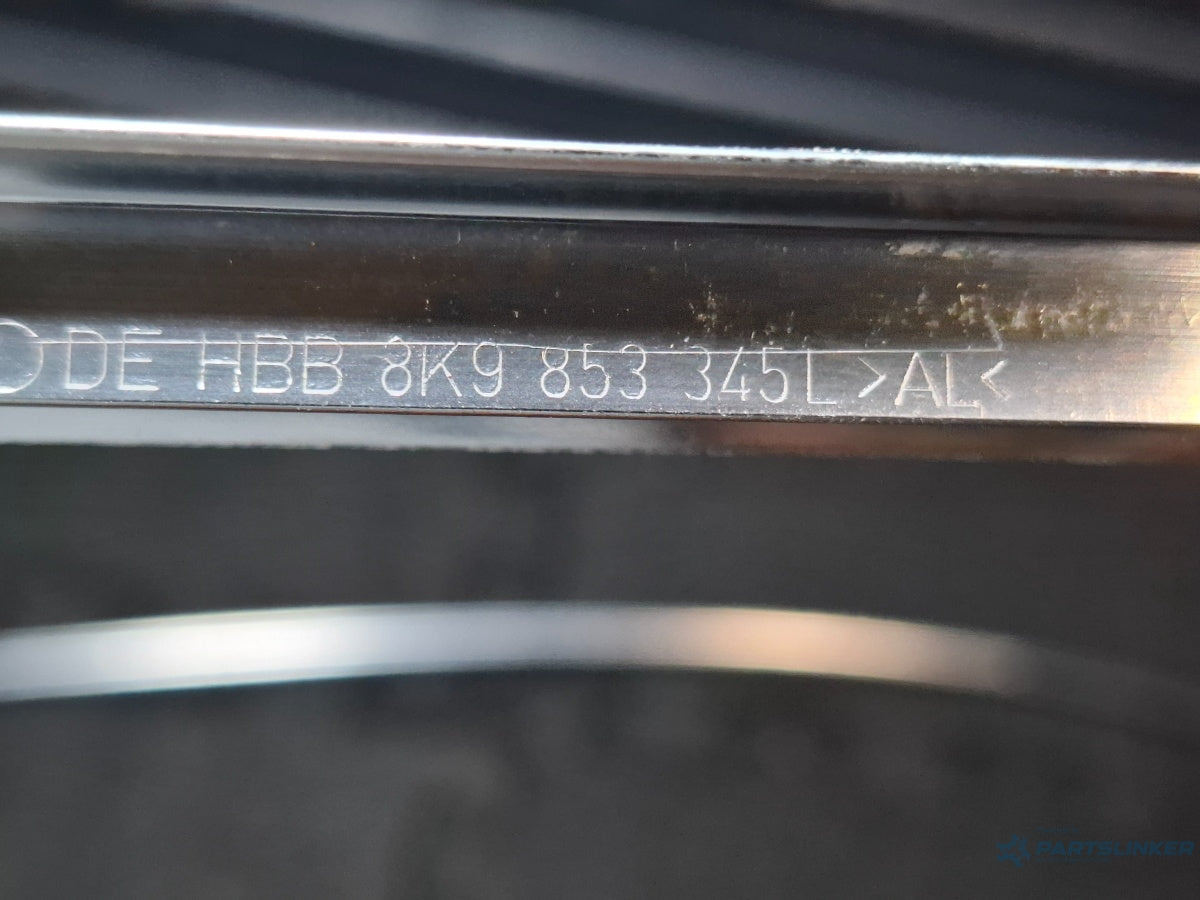 DE HBB 8K9 853 345L >AL<
PARTSLINKER